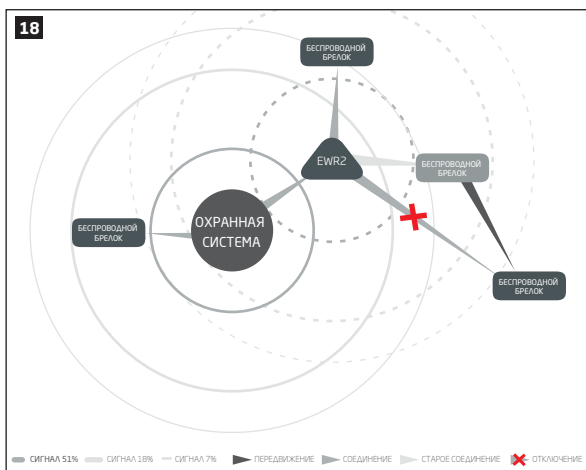 18
БЕСПРОВОДНОЙ
БРЕЛОК
EWR2
БЕСПРОВОДНОЙ
БРЕЛОК
ОХРАННАЯ
СИСТЕМА
БЕСПРОВОДНОЙ
БРЕЛОК
БЕСПРОВОДНОЙ
БРЕЛОК
СИГНАЛ 51% СИГНАЛ 18% СИГНАЛ 7% ПЕРЕДВИЖЕНИЕ СОЕДИНЕНИЕ СТАРОЕ СОЕДИНЕНИЕ ОТКЛЮЧЕНИЕ